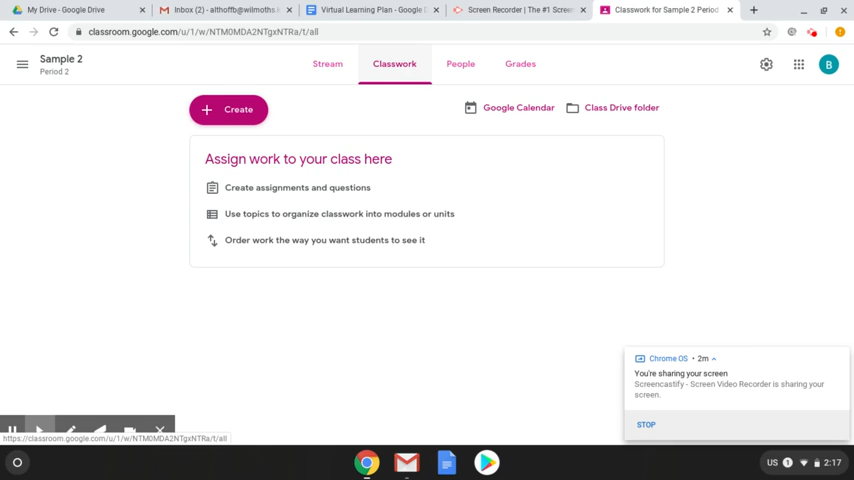 My Drive - Google Drive
Inbox (2) - althoffb@wilmoths.k
Virtual Learning Plan - Google D
Screen Recorder | The #1 Screen
Classwork for Sample 2 Period
classroom.google.com/u/1/w/NTM0MDA2NTgxNTRa/t/all
Sample 2
Period 2
Stream
Classwork
People
Grades
B
Create
Google Calendar
Class Drive folder
Assign work to your class here
Create assignments and questions
Use topics to organize classwork into modules or units
Order work the way you want students to see it
Chrome OS • 2m
You're sharing your screen
Screencastify - Screen Video Recorder is sharing your
screen.
STOP
https://classroom.google.com/u/1/w/NTM0MDA2NTgxNTRa/t/all
US 1 2:17